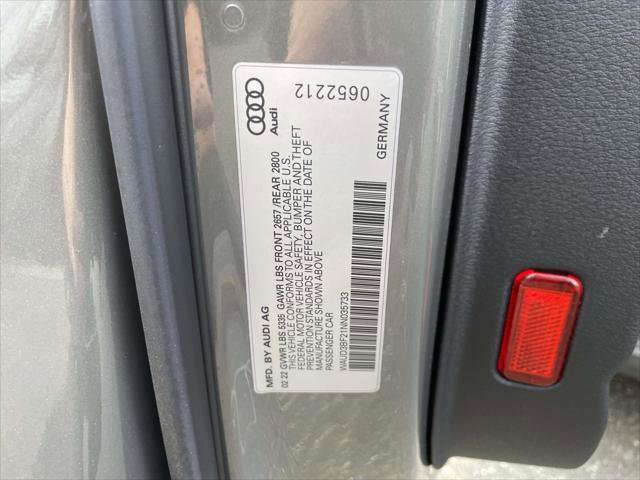 Audi
0652212
MFD. BY AUDI AG
02 22 GVWR LBS 5335 GAWR LBS FRONT 2657 /REAR 2800
THIS VEHICLE CONFORMS TO ALL APPLICABLE U.S.
FEDERAL MOTOR VEHICLE SAFETY, BUMPER AND THEFT
PREVENTION STANDARDS IN EFFECT ON THE DATE OF
MANUFACTURE SHOWN ABOVE
PASSENGER CAR
WAUD3BF21NN035733
GERMANY